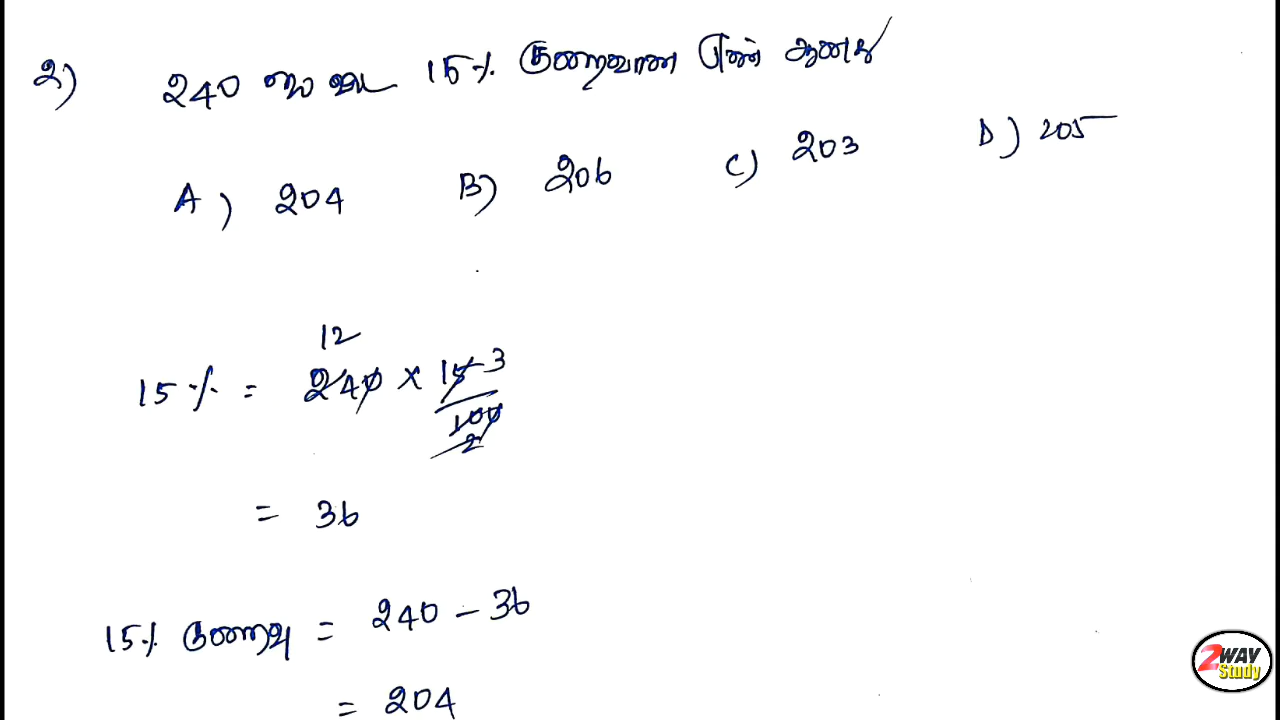 2) 240 ஐ விட 15% குறைவான எண் ஆனது
A) 204 B) 206 C) 203 D) 205
12
15% = 240 × 15 3
100
2
= 36
15% குறைவு = 240 - 36
= 204
2WAY
Study